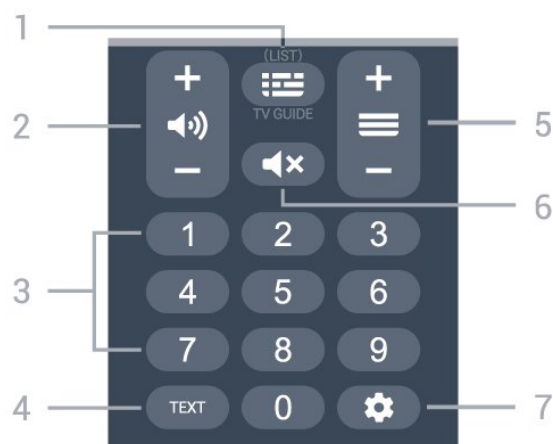 1
(LIST)
+ +
2 TV GUIDE 5
− −
6
1 2 3
3 4 5 6
7 8 9
4 TEXT 0 7